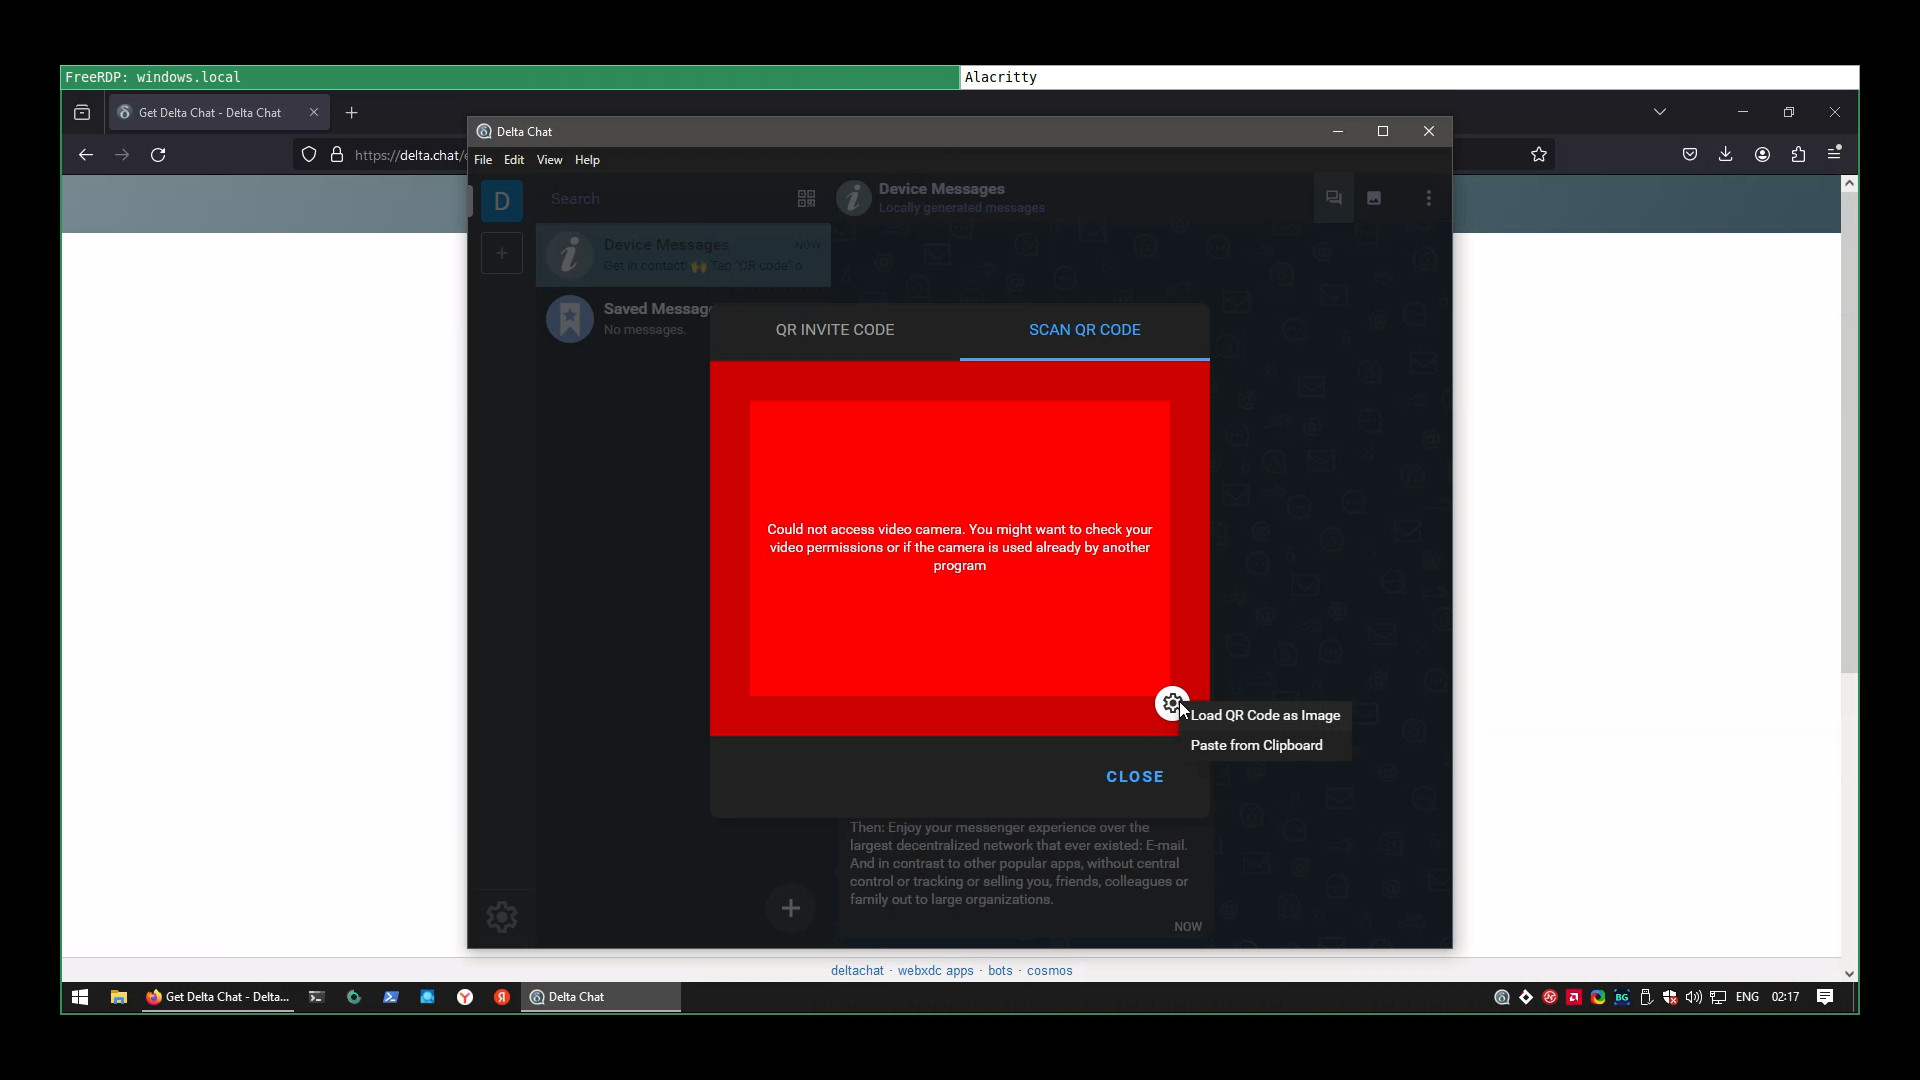 FreeRDP: windows.local
Alacritty
Get Delta Chat - Delta Chat
https://delta.chat/e
Delta Chat
File Edit View Help
D
Search
Device Messages
Locally generated messages
Device Messages
NOW
Get in contact! 🙌 Tap "QR code" o
Saved Messag
No messages.
QR INVITE CODE
SCAN QR CODE
Could not access video camera. You might want to check your
video permissions or if the camera is used already by another
program
Load QR Code as Image
Paste from Clipboard
CLOSE
Then: Enjoy your messenger experience over the
largest decentralized network that ever existed: E-mail.
And in contrast to other popular apps, without central
control or tracking or selling you, friends, colleagues or
family out to large organizations.
NOW
deltachat · webxdc apps · bots · cosmos
Get Delta Chat - Delta...
Delta Chat
BG
ENG
02:17